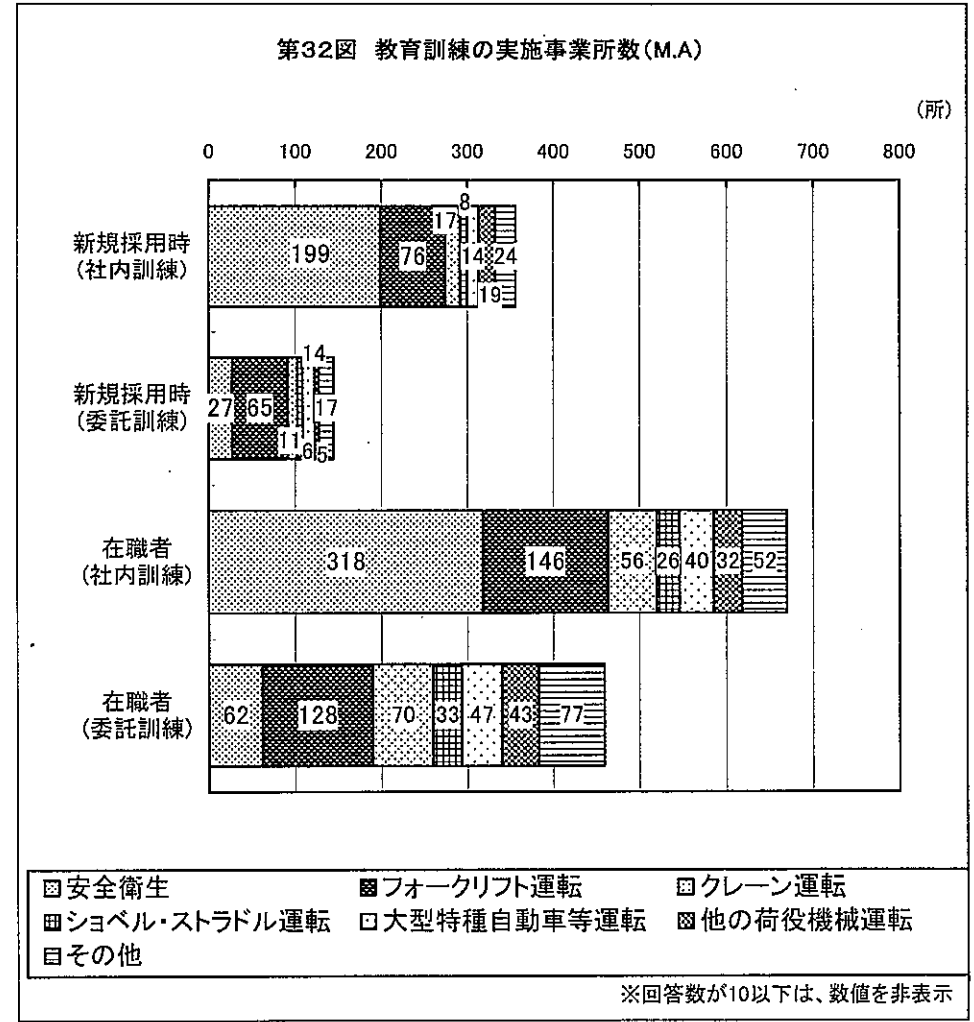 第32図 教育訓練の実施事業所数(M.A)
(所)
0 100 200 300 400 500 600 700 800
新規採用時
(社内訓練)
199 76 17 8 14 19 24
新規採用時
(委託訓練)
27 65 11 6 14 5 17
在職者
(社内訓練)
318 146 56 26 40 32 52
在職者
(委託訓練)
62 128 70 33 47 43 77
安全衛生 フォークリフト運転 クレーン運転
ショベル・ストラドル運転 大型特種自動車等運転 他の荷役機械運転
その他
※回答数が10以下は、数値を非表示